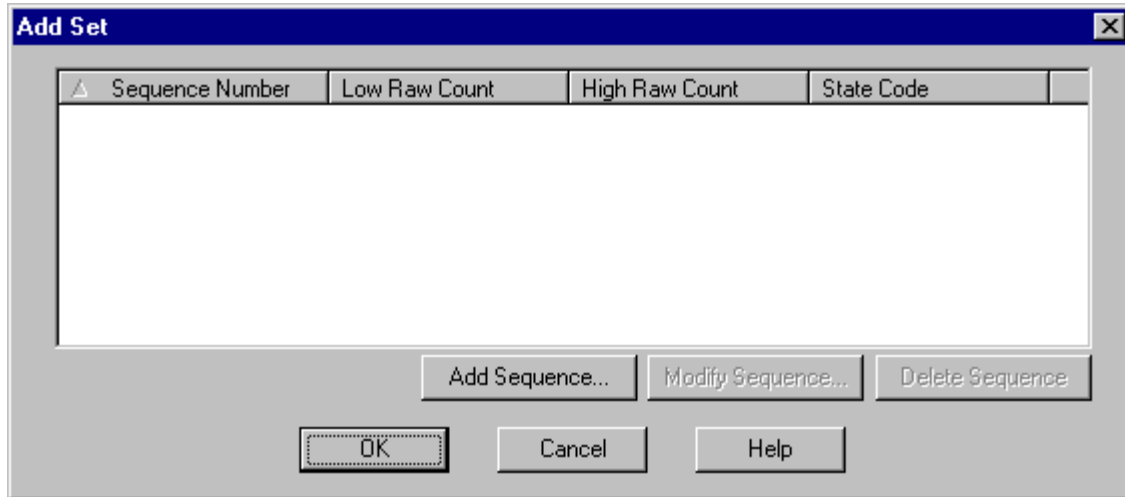 Add Set
Sequence Number Low Raw Count High Raw Count State Code
Add Sequence... Modify Sequence... Delete Sequence
OK Cancel Help